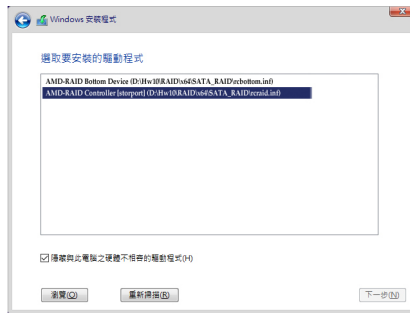 Windows 安裝程式
選取要安裝的驅動程式
AMD-RAID Bottom Device (D:\Hw10\RAID\x64\SATA_RAID\rcbottom.inf)
AMD-RAID Controller [storport] (D:\Hw10\RAID\x64\SATA_RAID\rcraid.inf)
隱藏與此電腦之硬體不相容的驅動程式(H)
瀏覽(O) 重新掃描(R) 下一步(N)